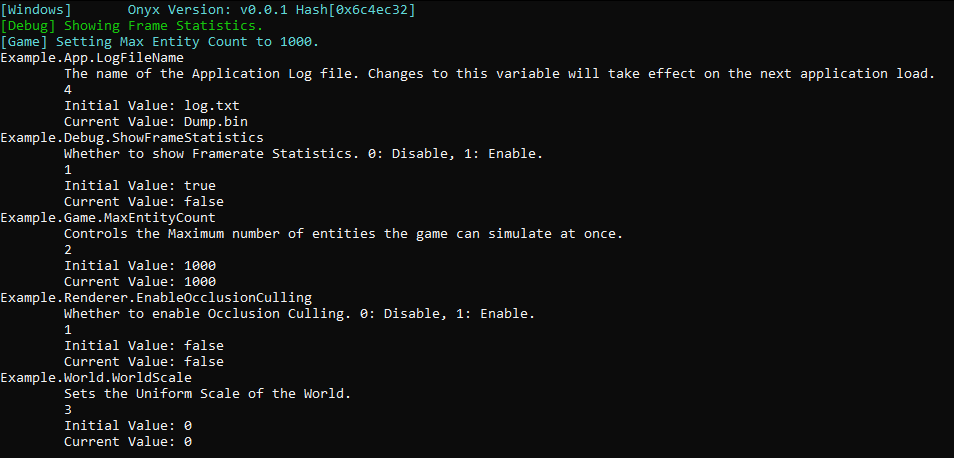 [Windows]       Onyx Version: v0.0.1 Hash[0x6c4ec32]
[Debug] Showing Frame Statistics.
[Game] Setting Max Entity Count to 1000.
Example.App.LogFileName
        The name of the Application Log file. Changes to this variable will take effect on the next application load.
        4
        Initial Value: log.txt
        Current Value: Dump.bin
Example.Debug.ShowFrameStatistics
        Whether to show Framerate Statistics. 0: Disable, 1: Enable.
        1
        Initial Value: true
        Current Value: false
Example.Game.MaxEntityCount
        Controls the Maximum number of entities the game can simulate at once.
        2
        Initial Value: 1000
        Current Value: 1000
Example.Renderer.EnableOcclusionCulling
        Whether to enable Occlusion Culling. 0: Disable, 1: Enable.
        1
        Initial Value: false
        Current Value: false
Example.World.WorldScale
        Sets the Uniform Scale of the World.
        3
        Initial Value: 0
        Current Value: 0